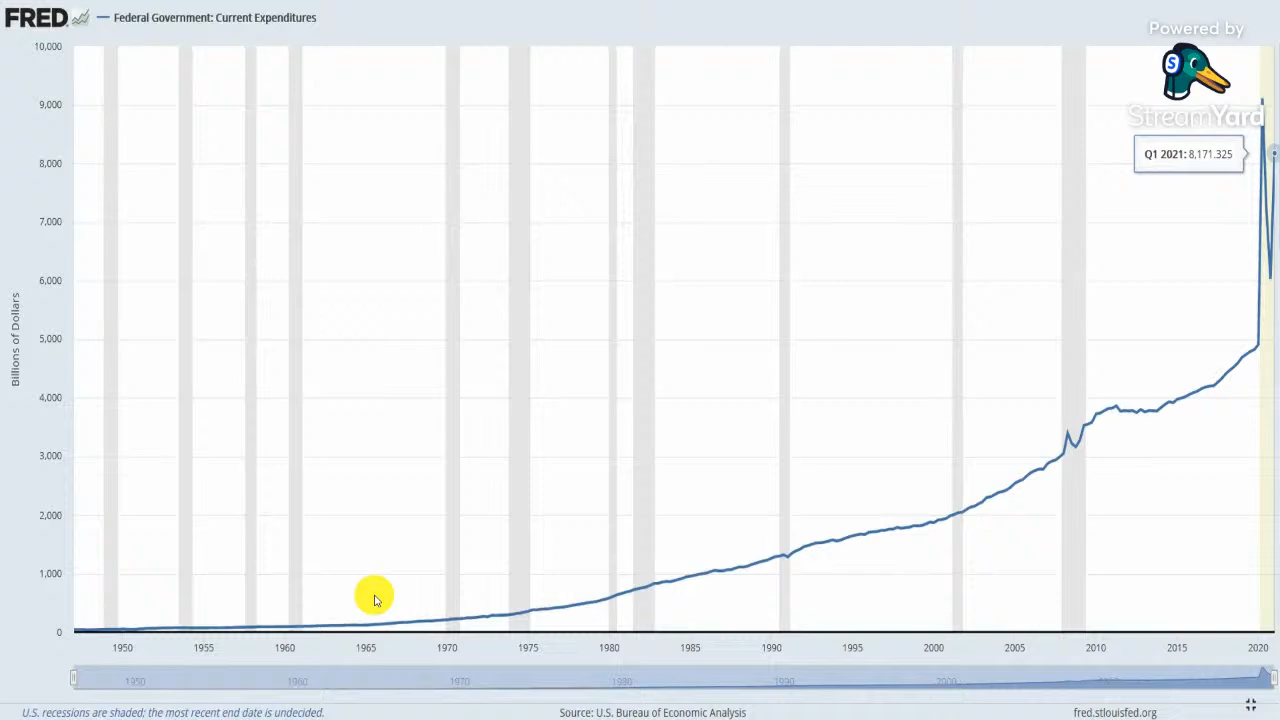 FRED Federal Government: Current Expenditures
Powered by
S
StreamYard
10,000
9,000
8,000
7,000
6,000
5,000
4,000
3,000
2,000
1,000
0
Billions of Dollars
Q1 2021: 8,171.325
1950 1955 1960 1965 1970 1975 1980 1985 1990 1995 2000 2005 2010 2015 2020
1950 1960 1970 1980 1990 2000 2010
U.S. recessions are shaded; the most recent end date is undecided. Source: U.S. Bureau of Economic Analysis fred.stlouisfed.org